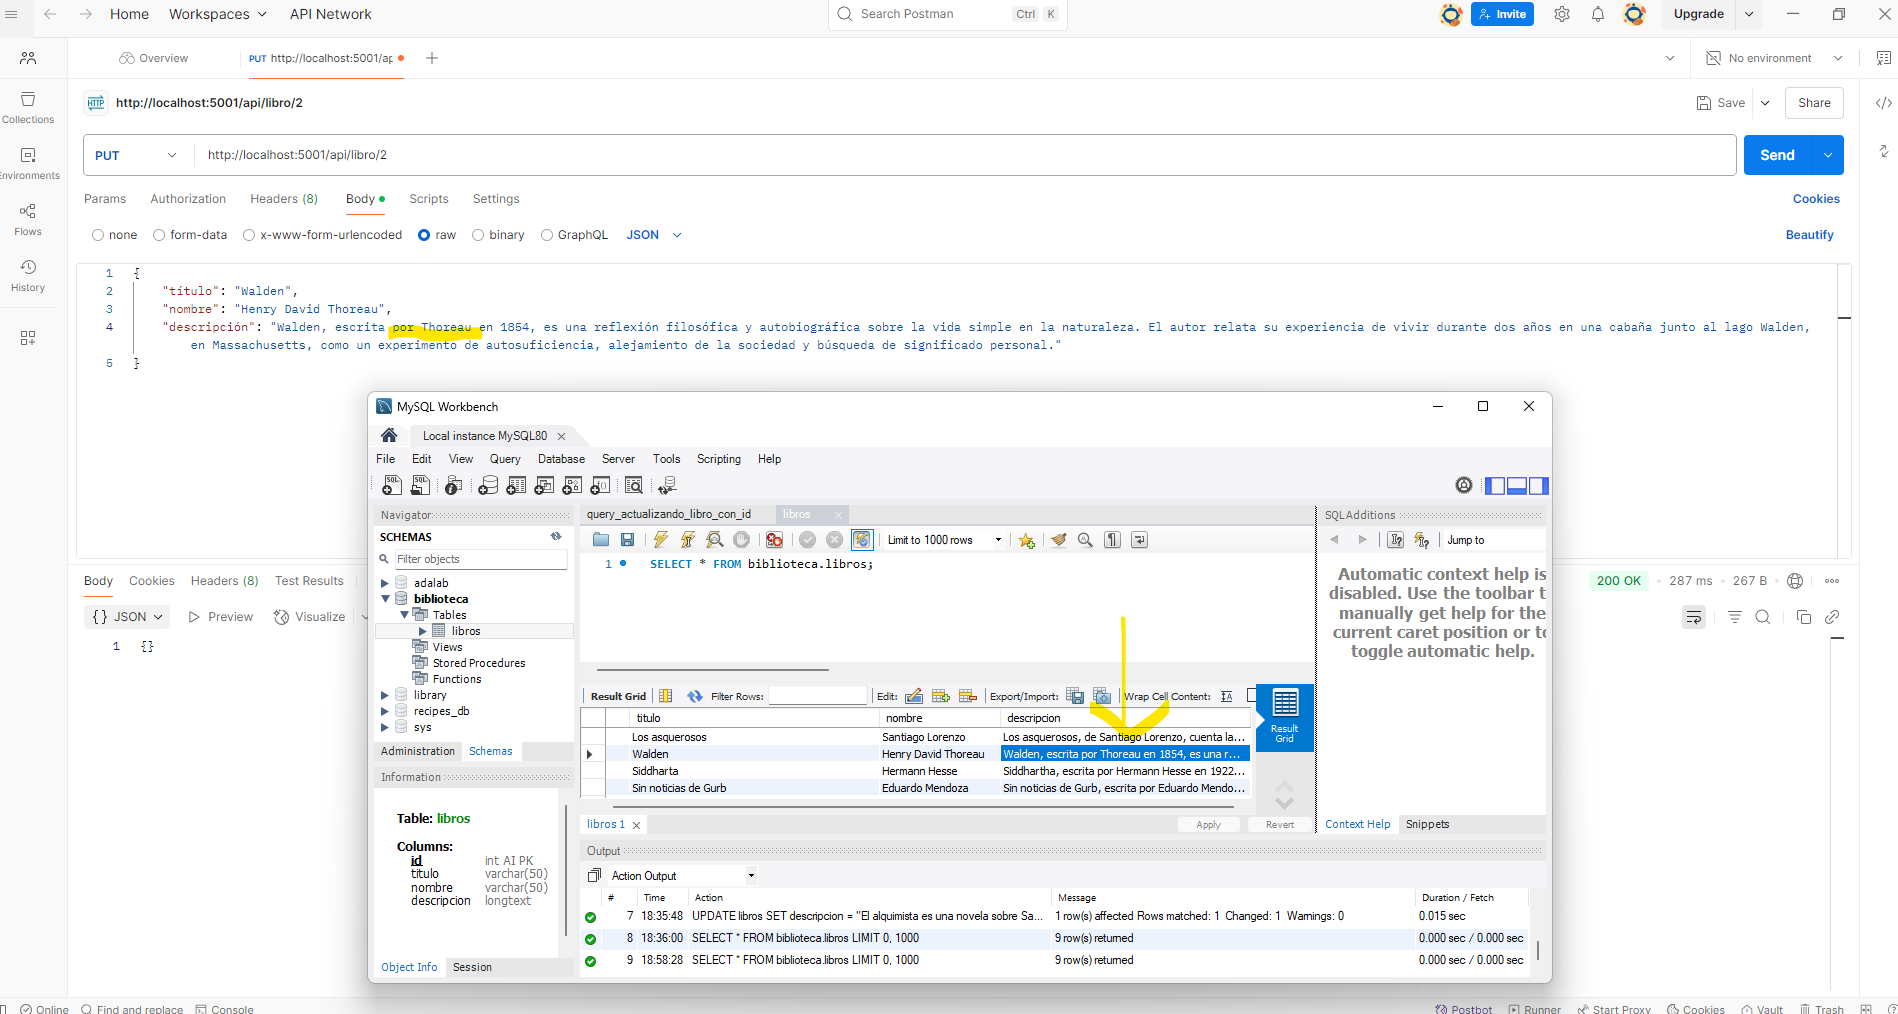 Home Workspaces API Network Search Postman Ctrl K Invite Upgrade
Overview PUT http://localhost:5001/ap No environment
HTTP http://localhost:5001/api/libro/2 Save Share
Collections
PUT http://localhost:5001/api/libro/2 Send
Environments
Params Authorization Headers (8) Body Scripts Settings Cookies
Flows
none form-data x-www-form-urlencoded raw binary GraphQL JSON Beautify
History
1 {
2 "titulo": "Walden",
3 "nombre": "Henry David Thoreau",
4 "descripción": "Walden, escrita por Thoreau en 1854, es una reflexión filosófica y autobiográfica sobre la vida simple en la naturaleza. El autor relata su experiencia de vivir durante dos años en una cabaña junto al lago Walden,
en Massachusetts, como un experimento de autosuficiencia, alejamiento de la sociedad y búsqueda de significado personal."
5 }
MySQL Workbench
Local instance MySQL80
File Edit View Query Database Server Tools Scripting Help
Navigator
SCHEMAS
Filter objects
adalab
biblioteca
Tables
libros
Views
Stored Procedures
Functions
library
recipes_db
sys
Administration Schemas
Information
Table: libros
Columns:
id int AI PK
titulo varchar(50)
nombre varchar(50)
descripcion longtext
Object Info Session
query_actualizando_libro_con_id libros
Limit to 1000 rows
1 SELECT * FROM biblioteca.libros;
Result Grid Filter Rows: Edit: Export/Import: Wrap Cell Content:
titulo nombre descripcion
Los asquerosos Santiago Lorenzo Los asquerosos, de Santiago Lorenzo, cuenta la...
Walden Henry David Thoreau Walden, escrita por Thoreau en 1854, es una r...
Siddharta Hermann Hesse Siddhartha, escrita por Hermann Hesse en 1922...
Sin noticias de Gurb Eduardo Mendoza Sin noticias de Gurb, escrita por Eduardo Mendo...
Result
Grid
libros 1 Apply Revert
SQLAdditions
Jump to
Automatic context help is
disabled. Use the toolbar t
manually get help for the
current caret position or to
toggle automatic help.
Context Help Snippets
Output
Action Output
# Time Action Message Duration / Fetch
7 18:35:48 UPDATE libros SET descripcion = "El alquimista es una novela sobre Sa... 1 row(s) affected Rows matched: 1 Changed: 1 Warnings: 0 0.015 sec
8 18:36:00 SELECT * FROM biblioteca.libros LIMIT 0, 1000 9 row(s) returned 0.000 sec / 0.000 sec
9 18:58:28 SELECT * FROM biblioteca.libros LIMIT 0, 1000 9 row(s) returned 0.000 sec / 0.000 sec
Body Cookies Headers (8) Test Results 200 OK 287 ms 267 B
{} JSON Preview Visualize
1 {}
Online Find and replace Console Postbot Runner Start Proxy Cookies Vault Trash